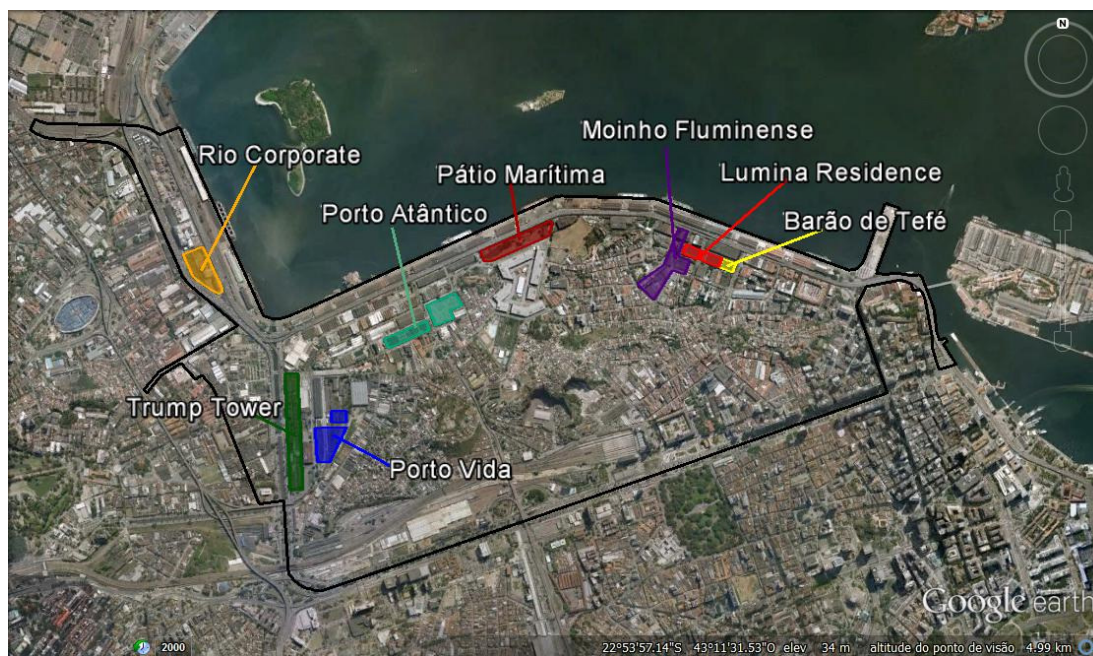 N
Moinho Fluminense
Rio Corporate
Pátio Marítima
Lumina Residence
Porto Atântico
Barão de Tefé
Trump Tower
Porto Vida
Google earth
2000
22°53'57.14"S 43°11'31.53"O elev 34 m altitude do ponto de visão 4.99 km